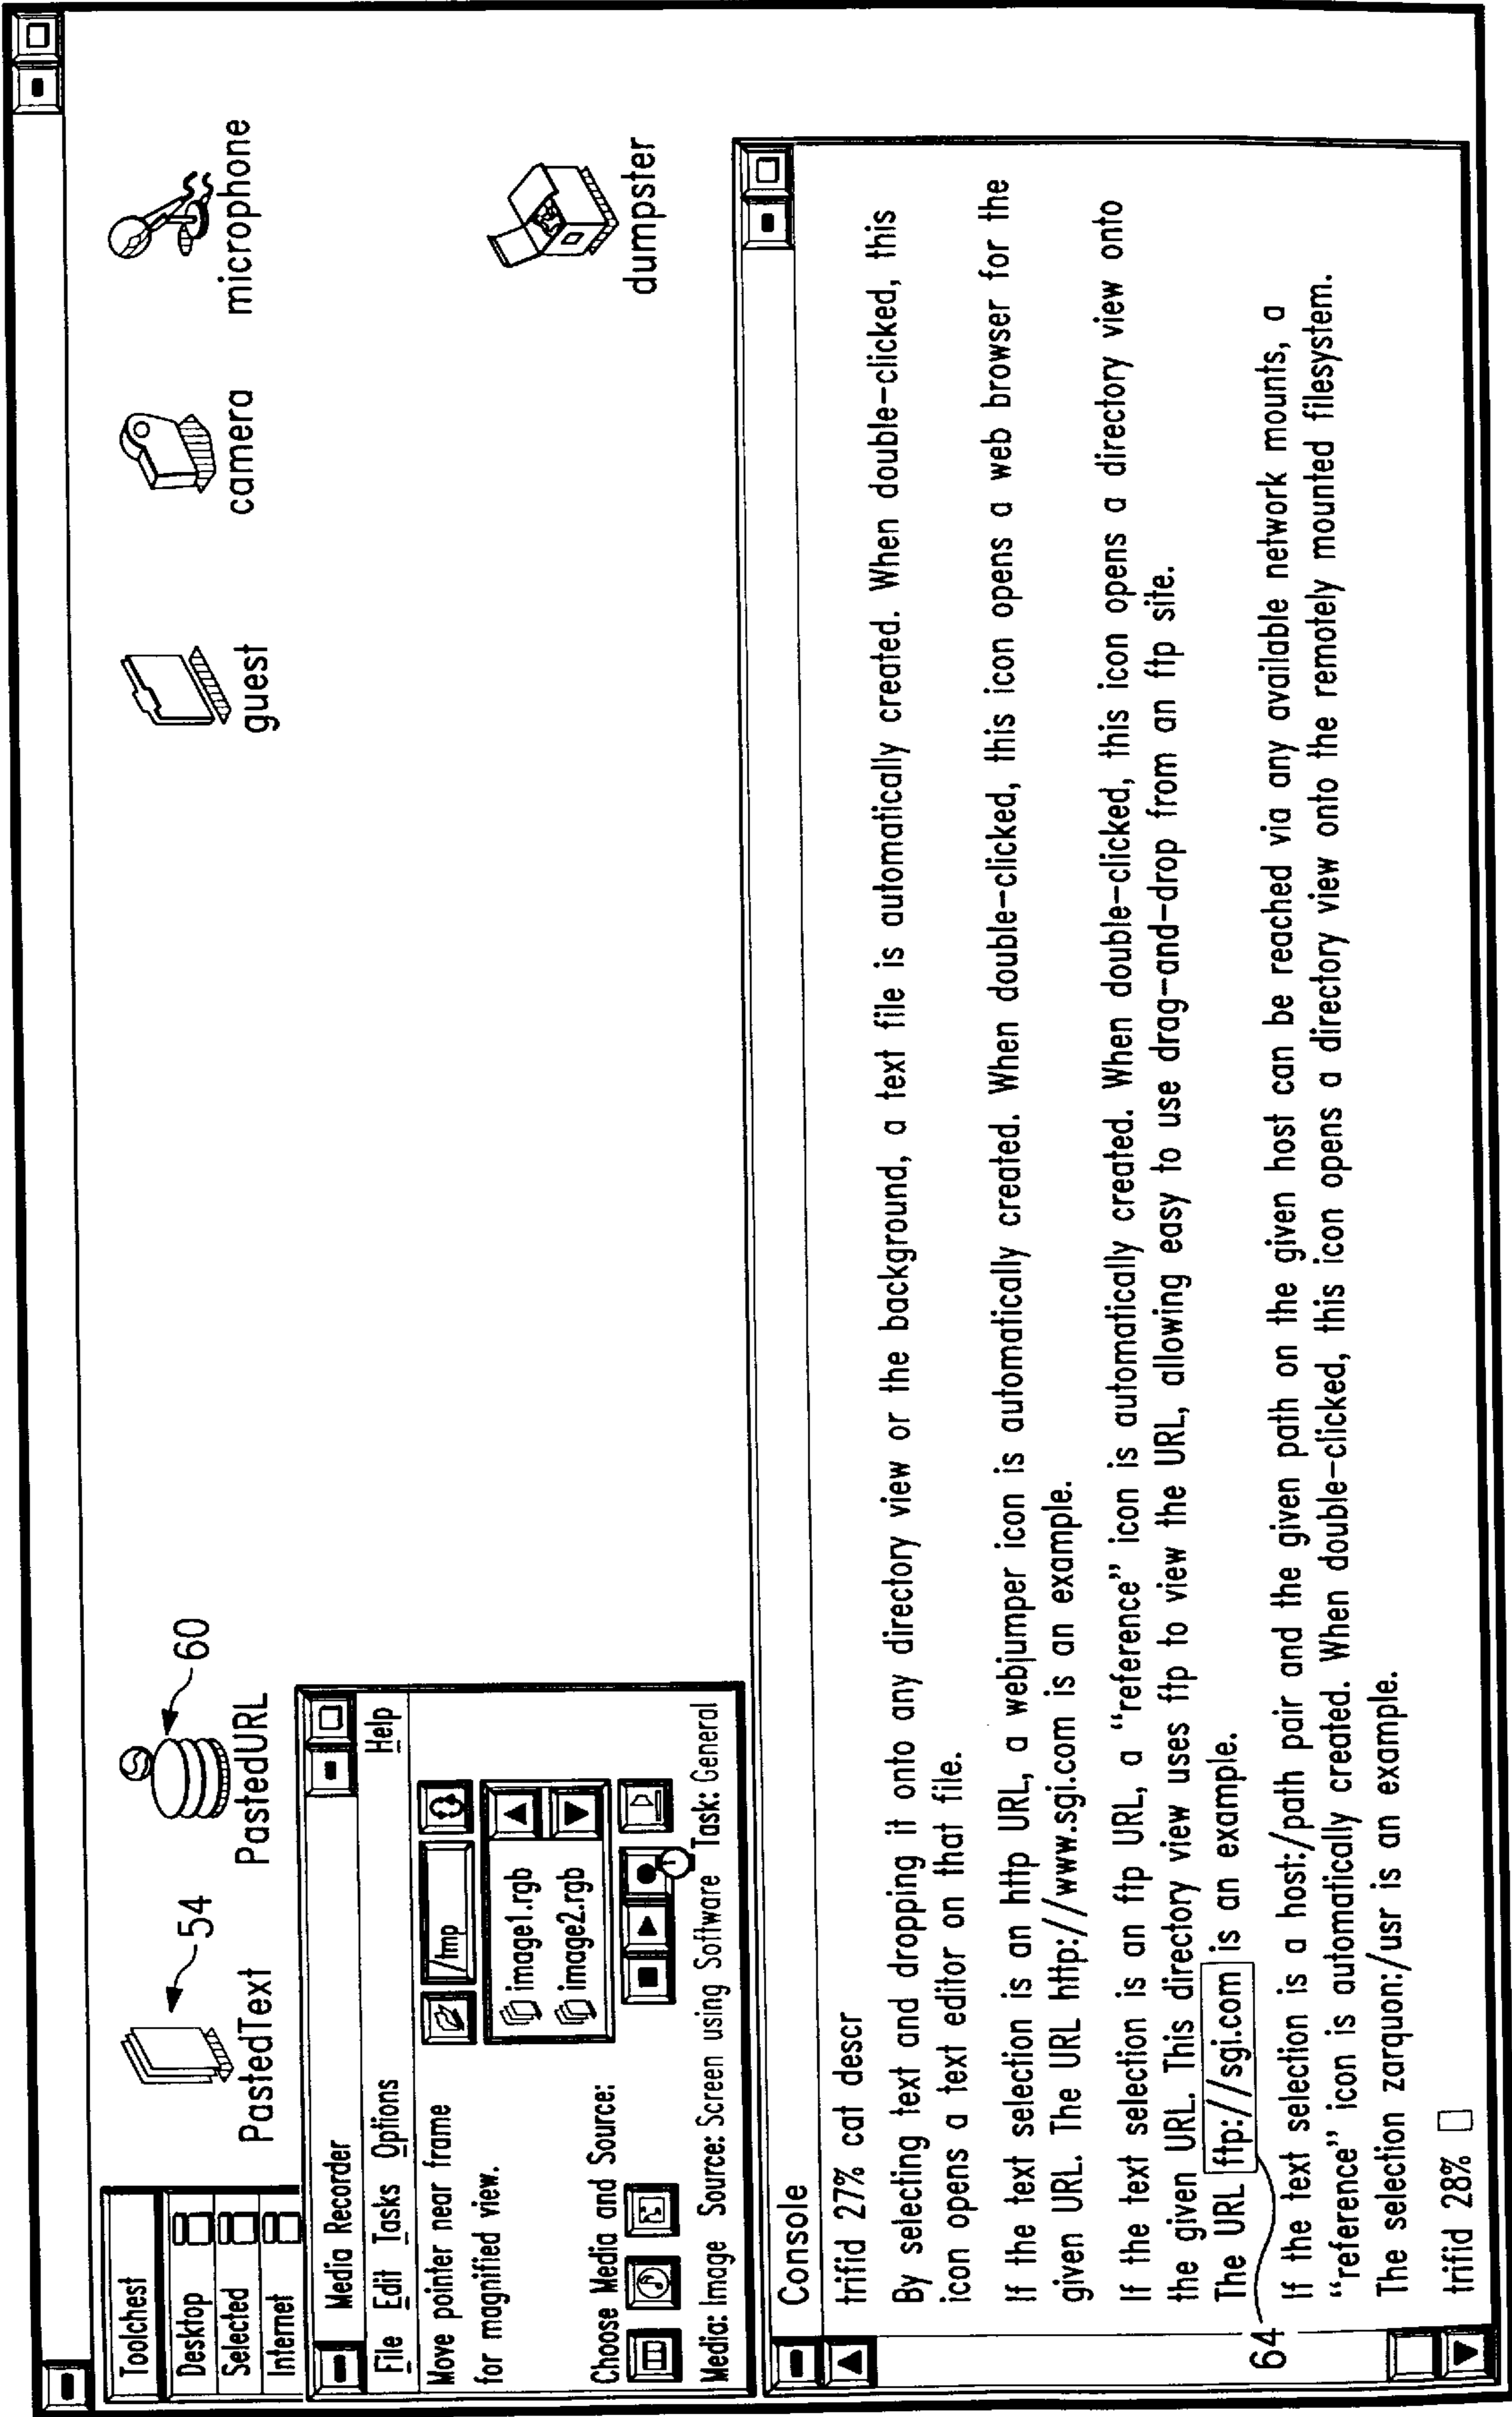 Toolchest
Desktop
Selected
Internet
54
PastedText
60
PastedURL
guest
camera
microphone
dumpster
Media Recorder
File Edit Tasks Options Help
Move pointer near frame
for magnified view.
/tmp
image1.rgb
image2.rgb
Choose Media and Source:
Media: Image Source: Screen using Software Task: General
Console
trifid 27% cat descr
By selecting text and dropping it onto any directory view or the background, a text file is automatically created. When double-clicked, this
icon opens a text editor on that file.
If the text selection is an http URL, a webjumper icon is automatically created. When double-clicked, this icon opens a web browser for the
given URL. The URL http://www.sgi.com is an example.
If the text selection is an ftp URL, a “reference” icon is automatically created. When double-clicked, this icon opens a directory view onto
the given URL. This directory view uses ftp to view the URL, allowing easy to use drag-and-drop from an ftp site.
The URL ftp://sgi.com is an example.
64
If the text selection is a host:/path pair and the given path on the given host can be reached via any available network mounts, a
“reference” icon is automatically created. When double-clicked, this icon opens a directory view onto the remotely mounted filesystem.
The selection zarquon:/usr is an example.
trifid 28%